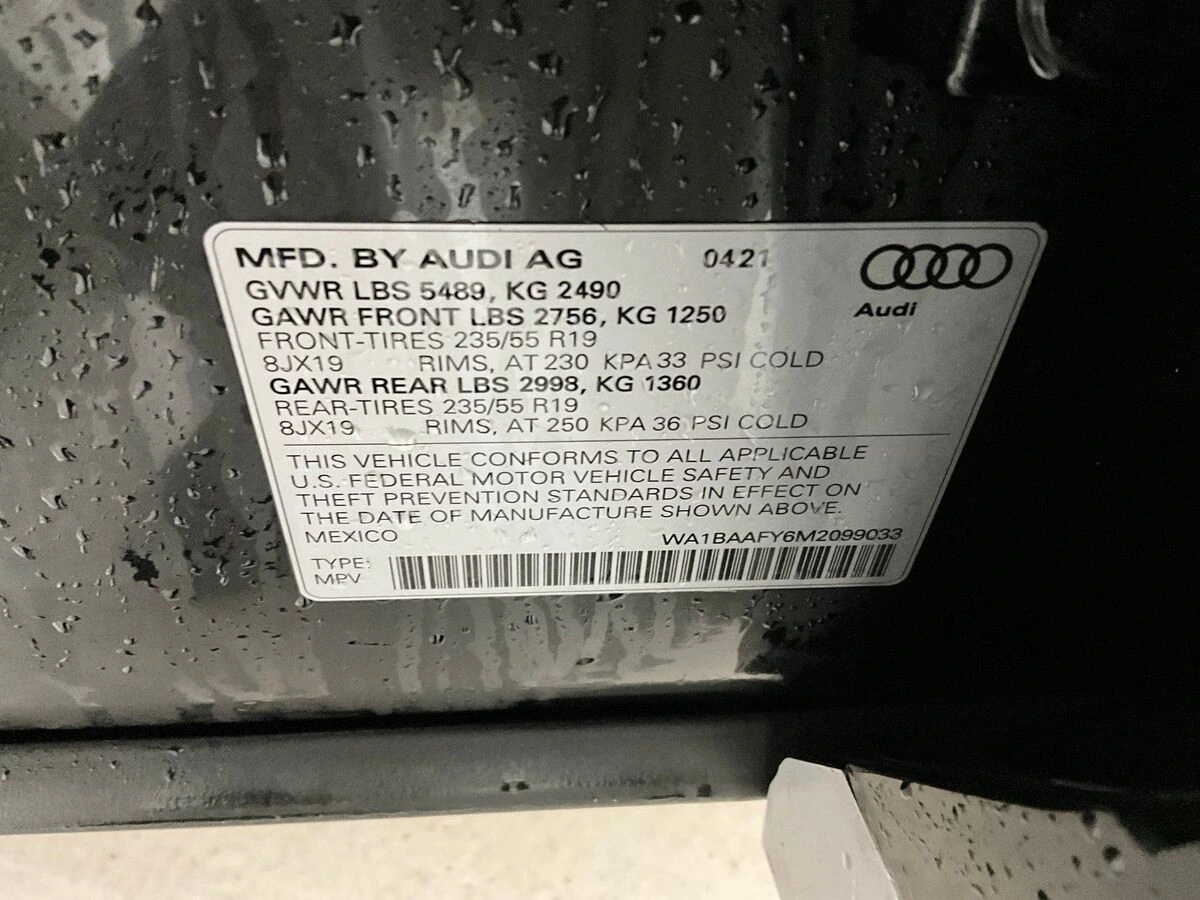 MFD. BY AUDI AG 0421
Audi
GVWR LBS 5489, KG 2490
GAWR FRONT LBS 2756, KG 1250
FRONT-TIRES 235/55 R19
8JX19 RIMS, AT 230 KPA 33 PSI COLD
GAWR REAR LBS 2998, KG 1360
REAR-TIRES 235/55 R19
8JX19 RIMS, AT 250 KPA 36 PSI COLD
THIS VEHICLE CONFORMS TO ALL APPLICABLE
U.S. FEDERAL MOTOR VEHICLE SAFETY AND
THEFT PREVENTION STANDARDS IN EFFECT ON
THE DATE OF MANUFACTURE SHOWN ABOVE.
MEXICO WA1BAAFY6M2099033
TYPE:
MPV